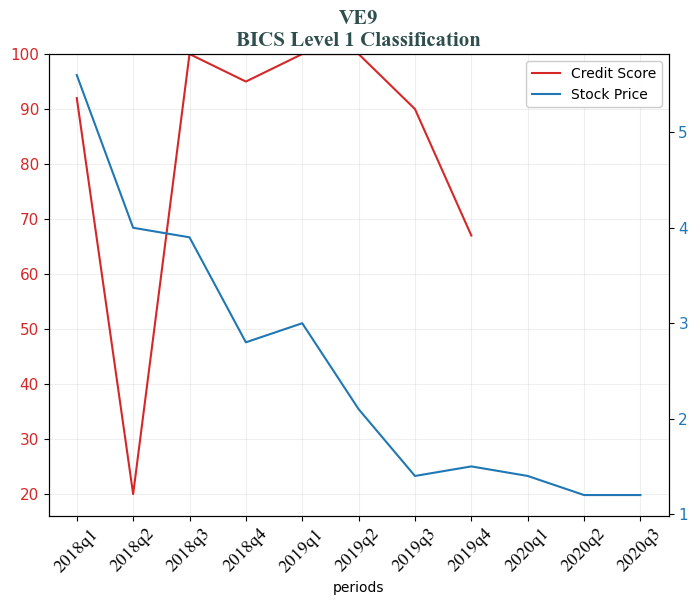 VE9
BICS Level 1 Classification
100
90
80
70
60
50
40
30
20
Credit Score
Stock Price
5
4
3
2
1
2018q1
2018q2
2018q3
2018q4
2019q1
2019q2
2019q3
2019q4
2020q1
2020q2
2020q3
periods